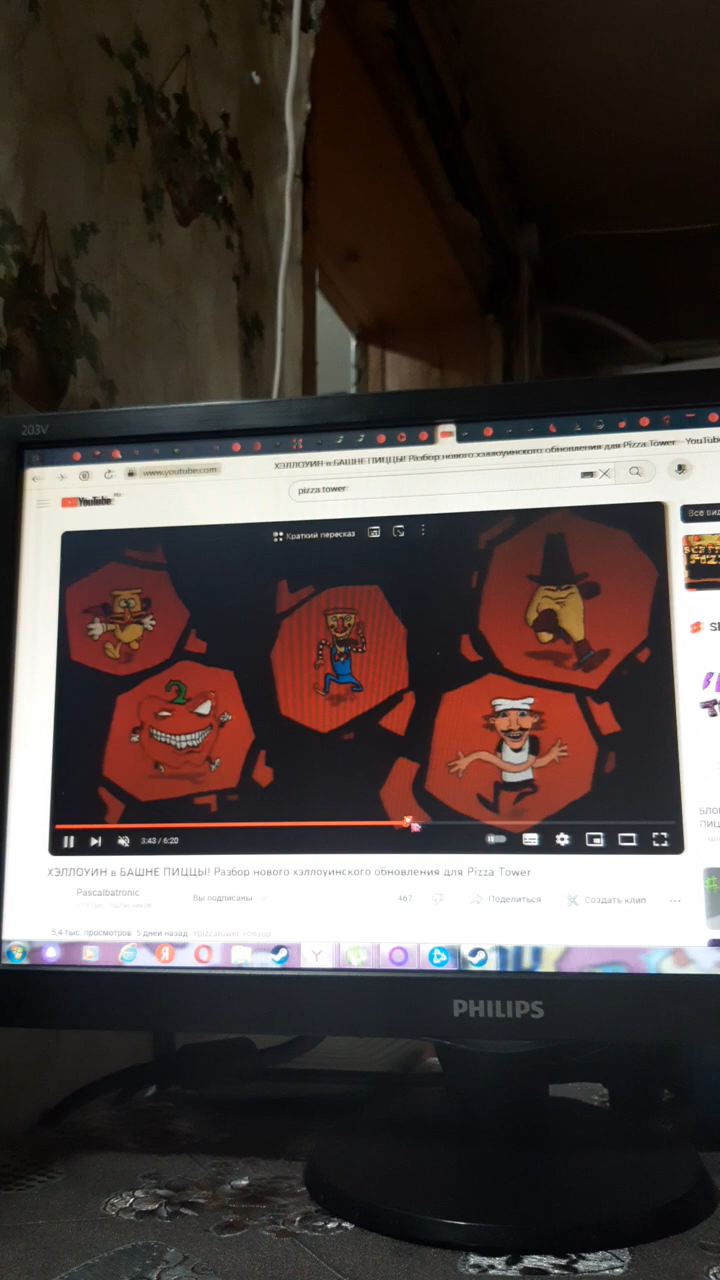 203V
www.youtube.com
ХЭЛЛОУИН в БАШНЕ ПИЦЦЫ! Разбор нового хэллоуинского обновления для Pizza Tower — YouTub
YouTube
pizza tower
Краткий пересказ
Все вид
3:43 / 6:20
ХЭЛЛОУИН в БАШНЕ ПИЦЦЫ! Разбор нового хэллоуинского обновления для Pizza Tower
Pascalbatronic
Вы подписаны
467
Поделиться
Создать клип
5,4 тыс. просмотров 5 дней назад
PHILIPS